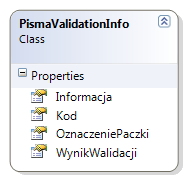 PismaValidationInfo
Class
Properties
Informacja
Kod
OznaczeniePaczki
WynikWalidacji